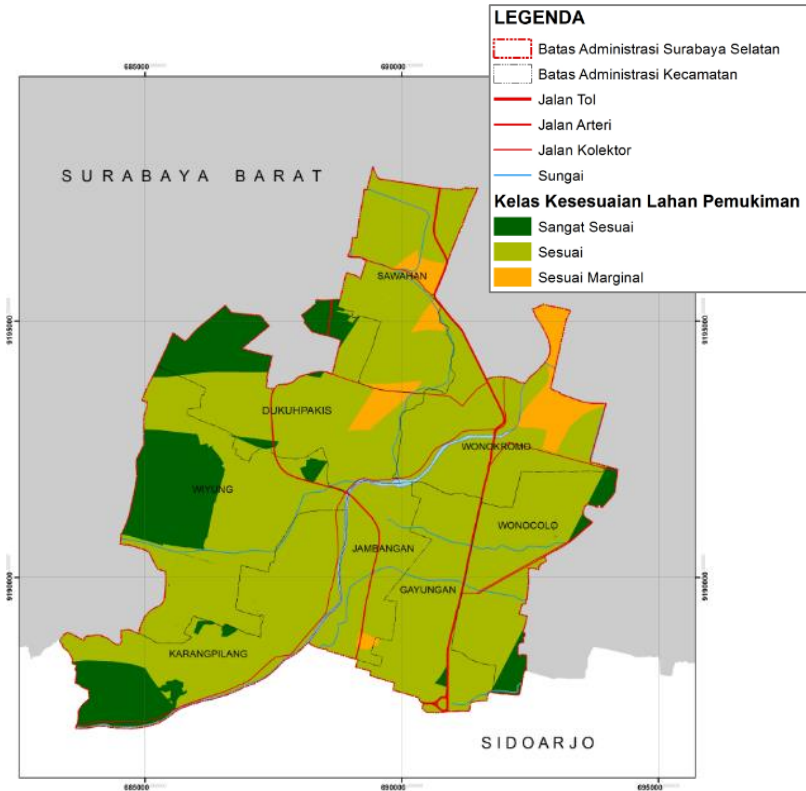 LEGENDA
Batas Administrasi Surabaya Selatan
Batas Administrasi Kecamatan
Jalan Tol
Jalan Arteri
Jalan Kolektor
Sungai
Kelas Kesesuaian Lahan Pemukiman
Sangat Sesuai
Sesuai
Sesuai Marginal
685000
690000
SURABAYA BARAT
SAWAHAN
9195000
9195000
DUKUHPAKIS
WONOKROMO
WIYUNG
WONOCOLO
JAMBANGAN
9190000
GAYUNGAN
9190000
KARANGPILANG
SIDOARJO
685000
690000
695000